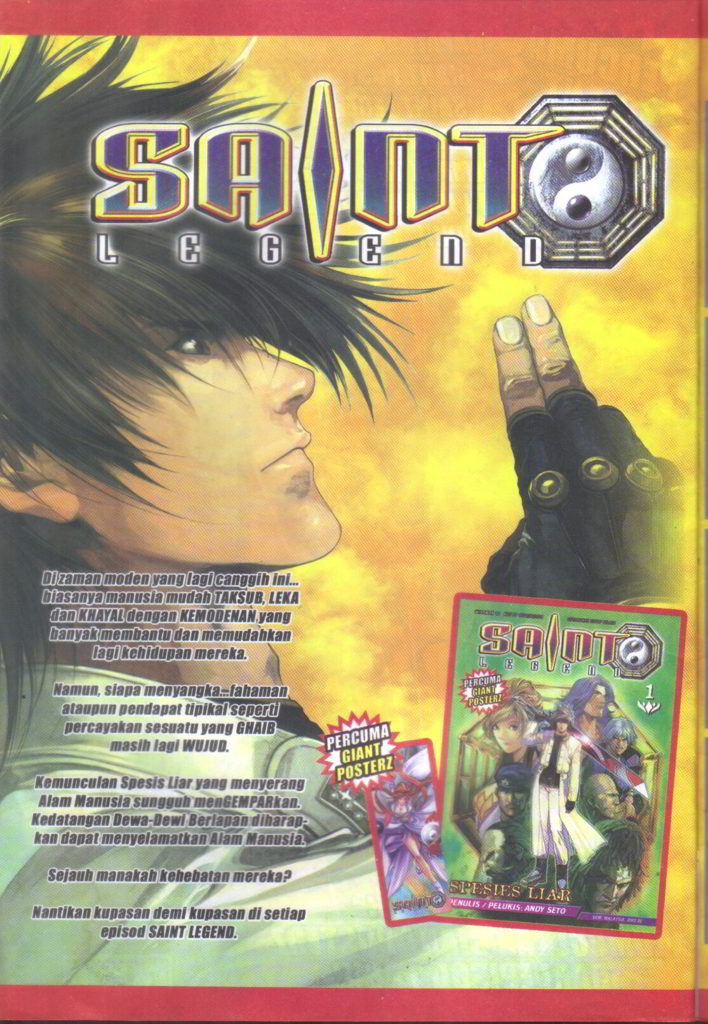 SAINT
LEGEND
Di zaman moden yang lagi canggih ini...
biasanya manusia mudah TAKSUB, LEKA
dan KHAYAL dengan KEMODENAN yang
banyak membantu dan memudahkan
lagi kehidupan mereka.
Namun, siapa menyangka...fahaman
ataupun pendapat tipikal seperti
percayakan sesuatu yang GHAIB
masih lagi WUJUD.
Kemunculan Spesis Liar yang menyerang
Alam Manusia sungguh menGEMPARkan.
Kedatangan Dewa-Dewi Berlapan diharap-
kan dapat menyelamatkan Alam Manusia.
Sejauh manakah kehebatan mereka?
Nantikan kupasan demi kupasan di setiap
episod SAINT LEGEND.
PERCUMA
GIANT
POSTERZ
SAINT
SAINT
LEGEND
1
PERCUMA
GIANT
POSTERZ
SPESIES LIAR
PENULIS / PELUKIS: ANDY SETO